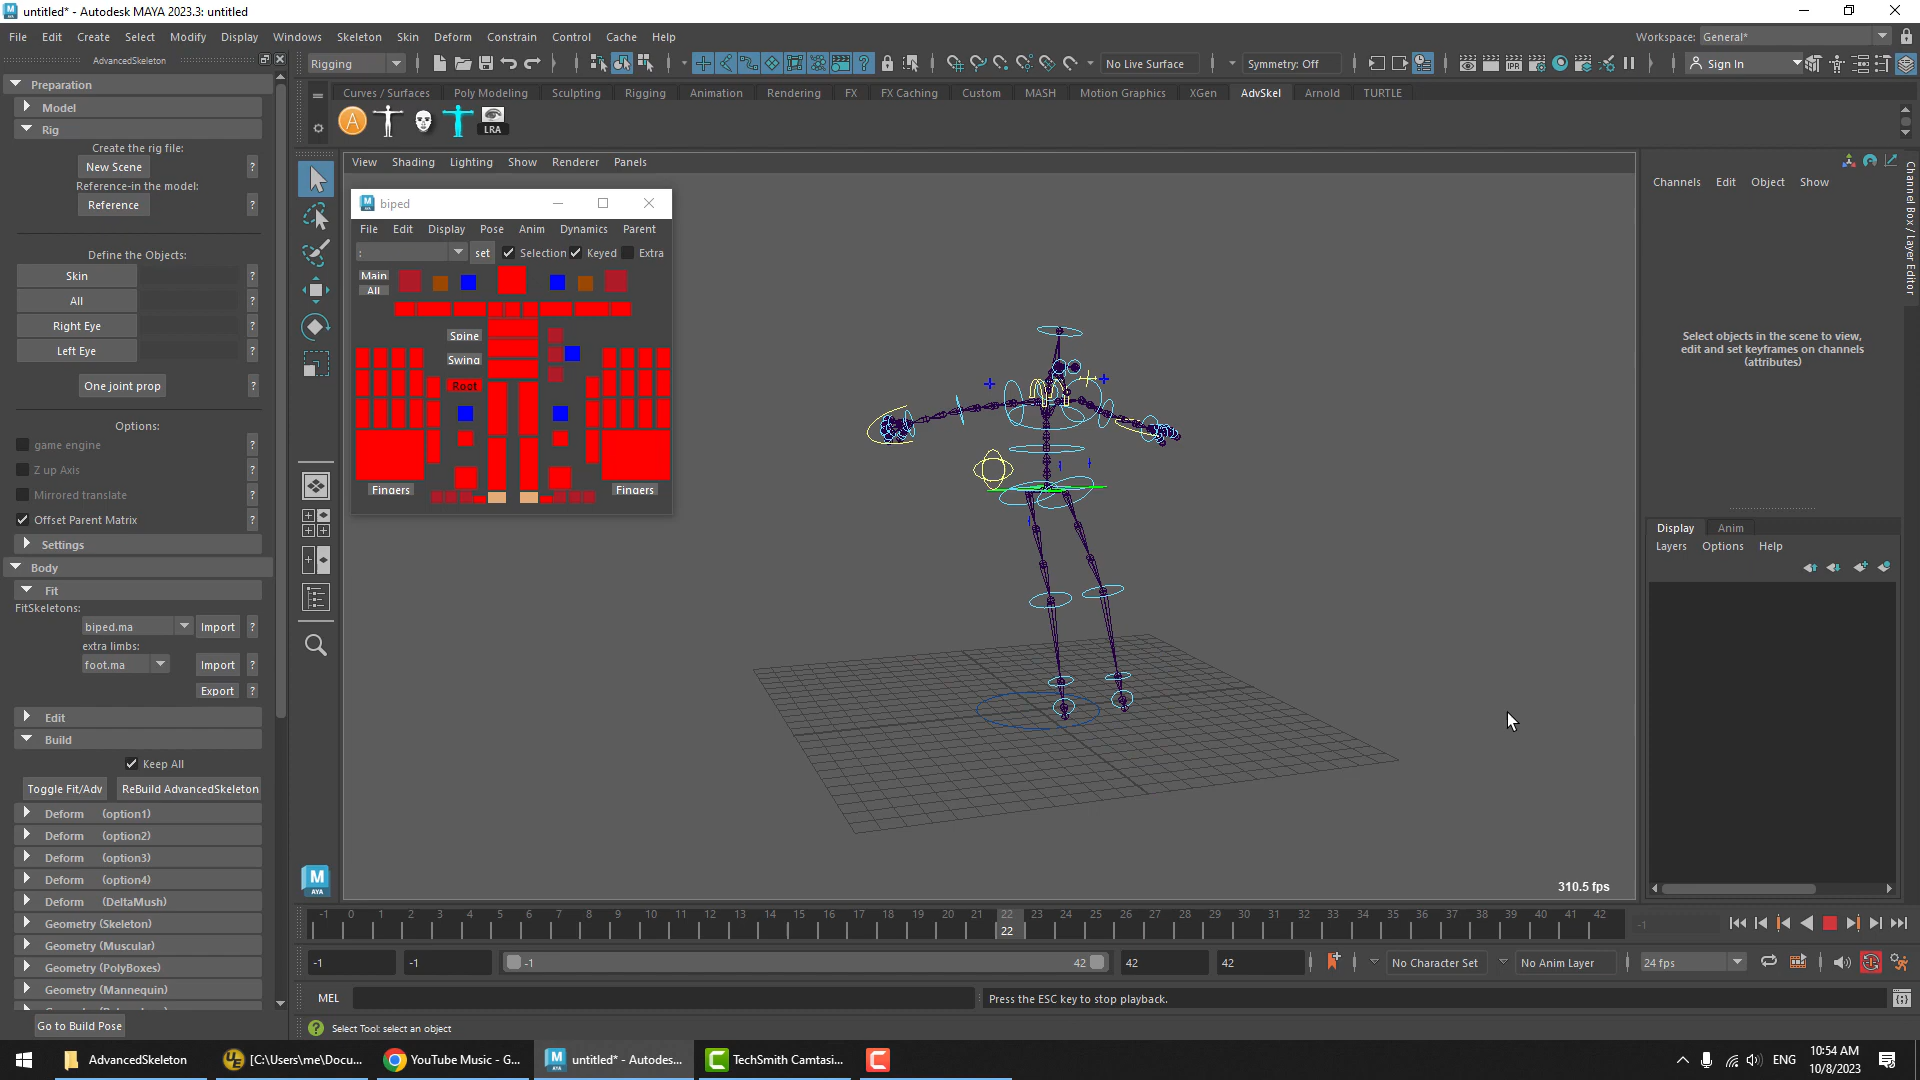 untitled* - Autodesk MAYA 2023.3: untitled
File Edit Create Select Modify Display Windows Skeleton Skin Deform Constrain Control Cache Help
Workspace: General*
AdvancedSkeleton
Rigging
No Live Surface
Symmetry: Off
Sign In
Curves / Surfaces Poly Modeling Sculpting Rigging Animation Rendering FX FX Caching Custom MASH Motion Graphics XGen AdvSkel Arnold TURTLE
LRA
Preparation
Model
Rig
Create the rig file:
New Scene ?
Reference-in the model:
Reference ?
Define the Objects:
Skin ?
All ?
Right Eye ?
Left Eye ?
One joint prop ?
Options:
game engine ?
Z up Axis ?
Mirrored translate ?
Offset Parent Matrix ?
Settings
Body
Fit
FitSkeletons:
biped.ma Import ?
extra limbs:
foot.ma Import ?
Export ?
Edit
Build
Keep All
Toggle Fit/Adv ReBuild AdvancedSkeleton
Deform (option1)
Deform (option2)
Deform (option3)
Deform (option4)
Deform (DeltaMush)
Geometry (Skeleton)
Geometry (Muscular)
Geometry (PolyBoxes)
Geometry (Mannequin)
Go to Build Pose
View Shading Lighting Show Renderer Panels
biped
File Edit Display Pose Anim Dynamics Parent
: set Selection Keyed Extra
Main
All
Spine
Swing
Root
Fingers Fingers
310.5 fps
Channels Edit Object Show
Channel Box / Layer Editor
Select objects in the scene to view,
edit and set keyframes on channels
(attributes)
Display Anim
Layers Options Help
-1 0 1 2 3 4 5 6 7 8 9 10 11 12 13 14 15 16 17 18 19 20 21 22 23 24 25 26 27 28 29 30 31 32 33 34 35 36 37 38 39 40 41 42
22
-1
-1 -1 -1 42 42 42 No Character Set No Anim Layer 24 fps
MEL
Press the ESC key to stop playback.
Select Tool: select an object
AdvancedSkeleton
[C:\Users\me\Docu...
YouTube Music - G...
untitled* - Autodes...
TechSmith Camtasi...
ENG
10:54 AM
10/8/2023